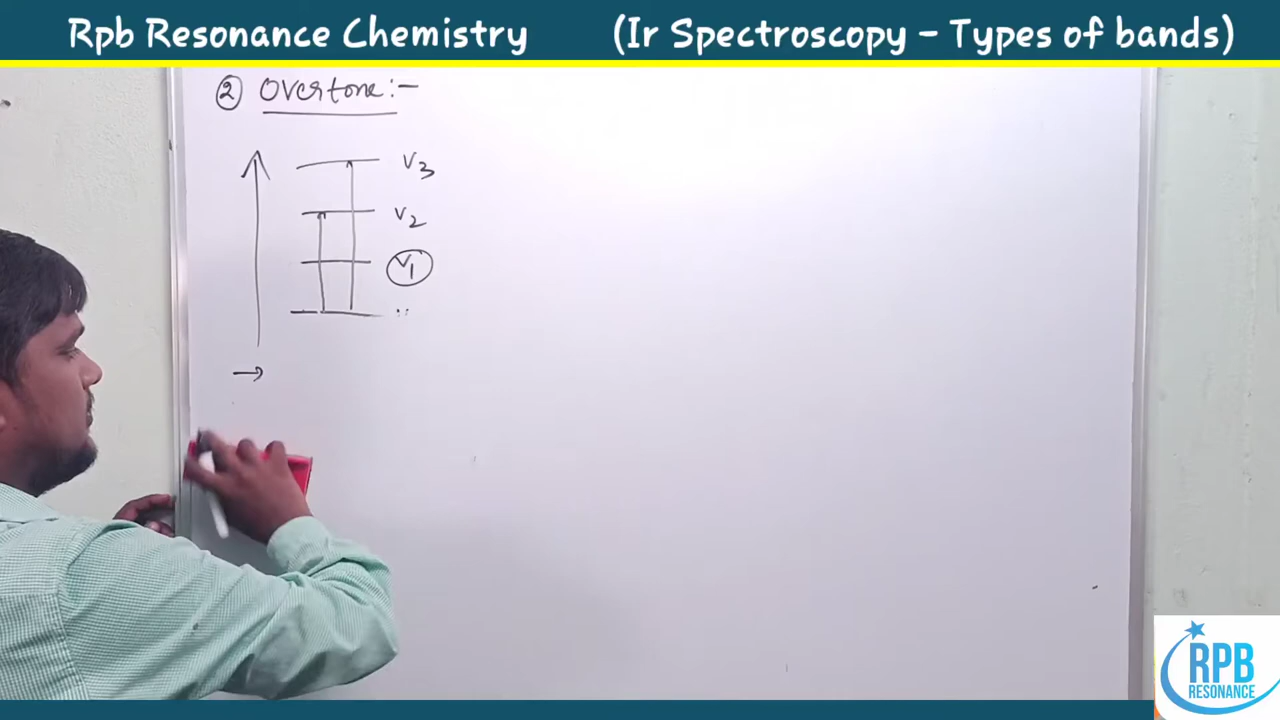 Rpb Resonance Chemistry (Ir Spectroscopy - Types of bands)
② Overtone:-
V3
V2
V1
RPB
RESONANCE